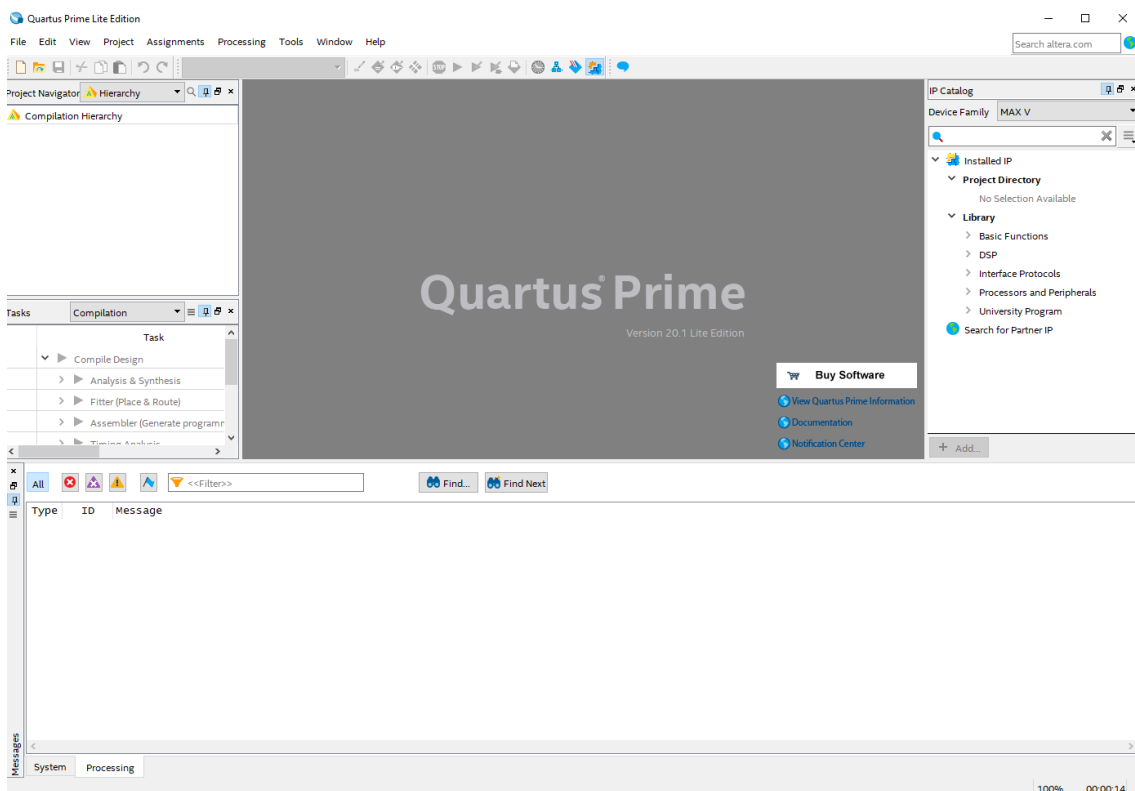 Quartus Prime Lite Edition
File Edit View Project Assignments Processing Tools Window Help
Search altera.com
Project Navigator Hierarchy
Compilation Hierarchy
Tasks Compilation
Task
Compile Design
Analysis & Synthesis
Fitter (Place & Route)
Assembler (Generate programr
Timing Analysis
Quartus® Prime
Version 20.1 Lite Edition
Buy Software
View Quartus Prime Information
Documentation
Notification Center
IP Catalog
Device Family MAX V
Installed IP
Project Directory
No Selection Available
Library
Basic Functions
DSP
Interface Protocols
Processors and Peripherals
University Program
Search for Partner IP
+ Add...
All <<Filter>> Find... Find Next
Type ID Message
Messages
System Processing
100% 00:00:14